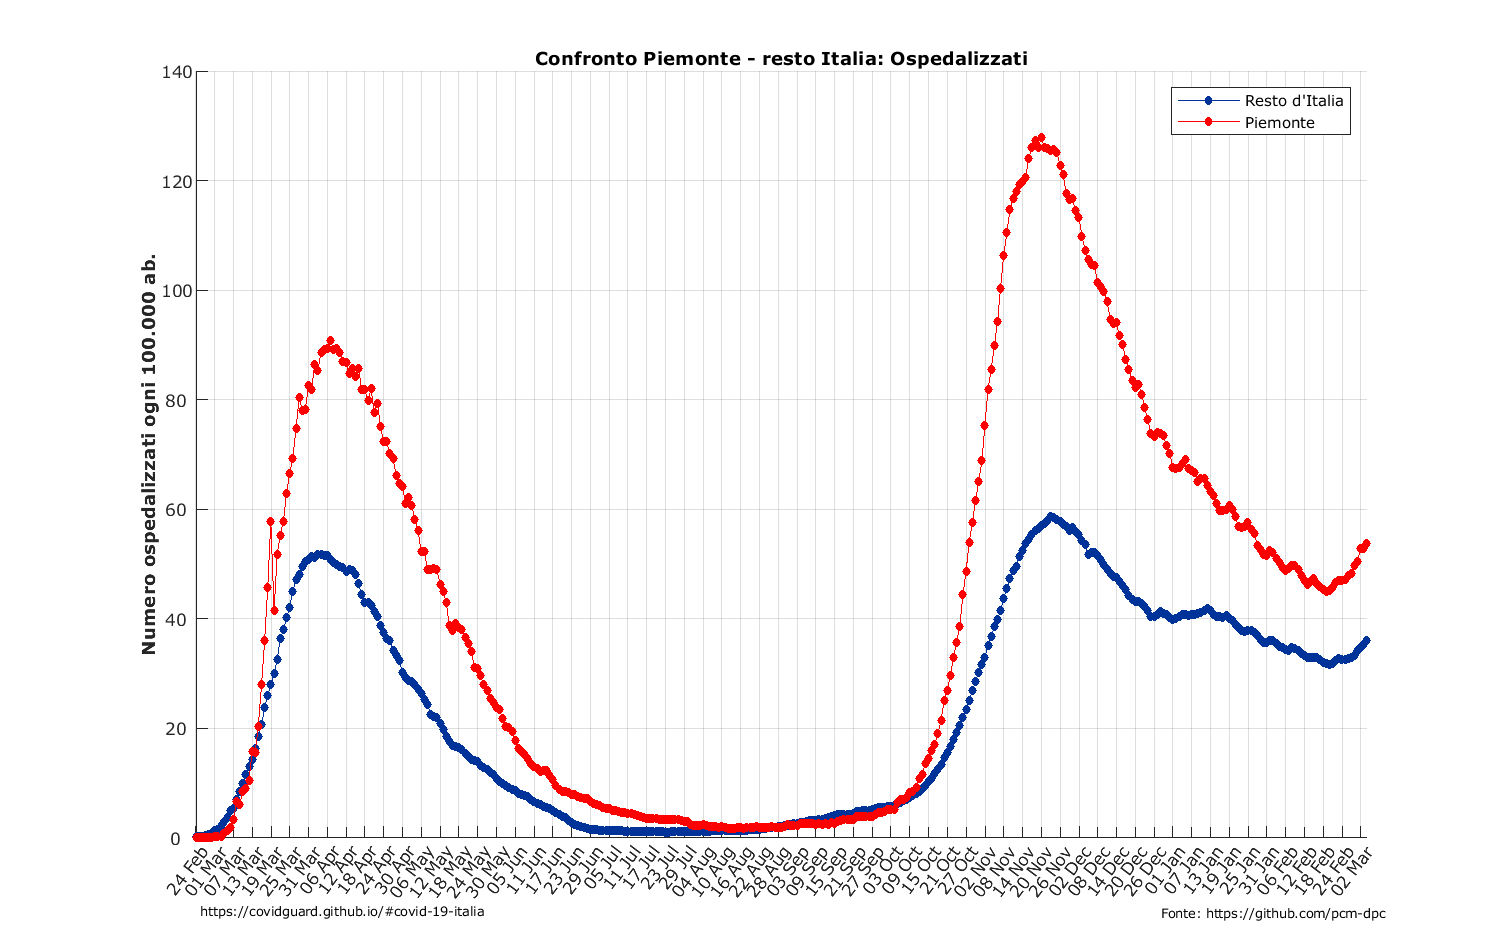 Confronto Piemonte - resto Italia: Ospedalizzati
Resto d'Italia
Piemonte
Numero ospedalizzati ogni 100.000 ab.
140
120
100
80
60
40
20
0
24 Feb
01 Mar
07 Mar
13 Mar
19 Mar
25 Mar
31 Mar
06 Apr
12 Apr
18 Apr
24 Apr
30 Apr
06 May
12 May
18 May
24 May
30 May
05 Jun
11 Jun
17 Jun
23 Jun
29 Jun
05 Jul
11 Jul
17 Jul
23 Jul
29 Jul
04 Aug
10 Aug
16 Aug
22 Aug
28 Aug
03 Sep
09 Sep
15 Sep
21 Sep
27 Sep
03 Oct
09 Oct
15 Oct
21 Oct
27 Oct
02 Nov
08 Nov
14 Nov
20 Nov
26 Nov
02 Dec
08 Dec
14 Dec
20 Dec
26 Dec
01 Jan
07 Jan
13 Jan
19 Jan
25 Jan
31 Jan
06 Feb
12 Feb
18 Feb
24 Feb
02 Mar
https://covidguard.github.io/#covid-19-italia
Fonte: https://github.com/pcm-dpc